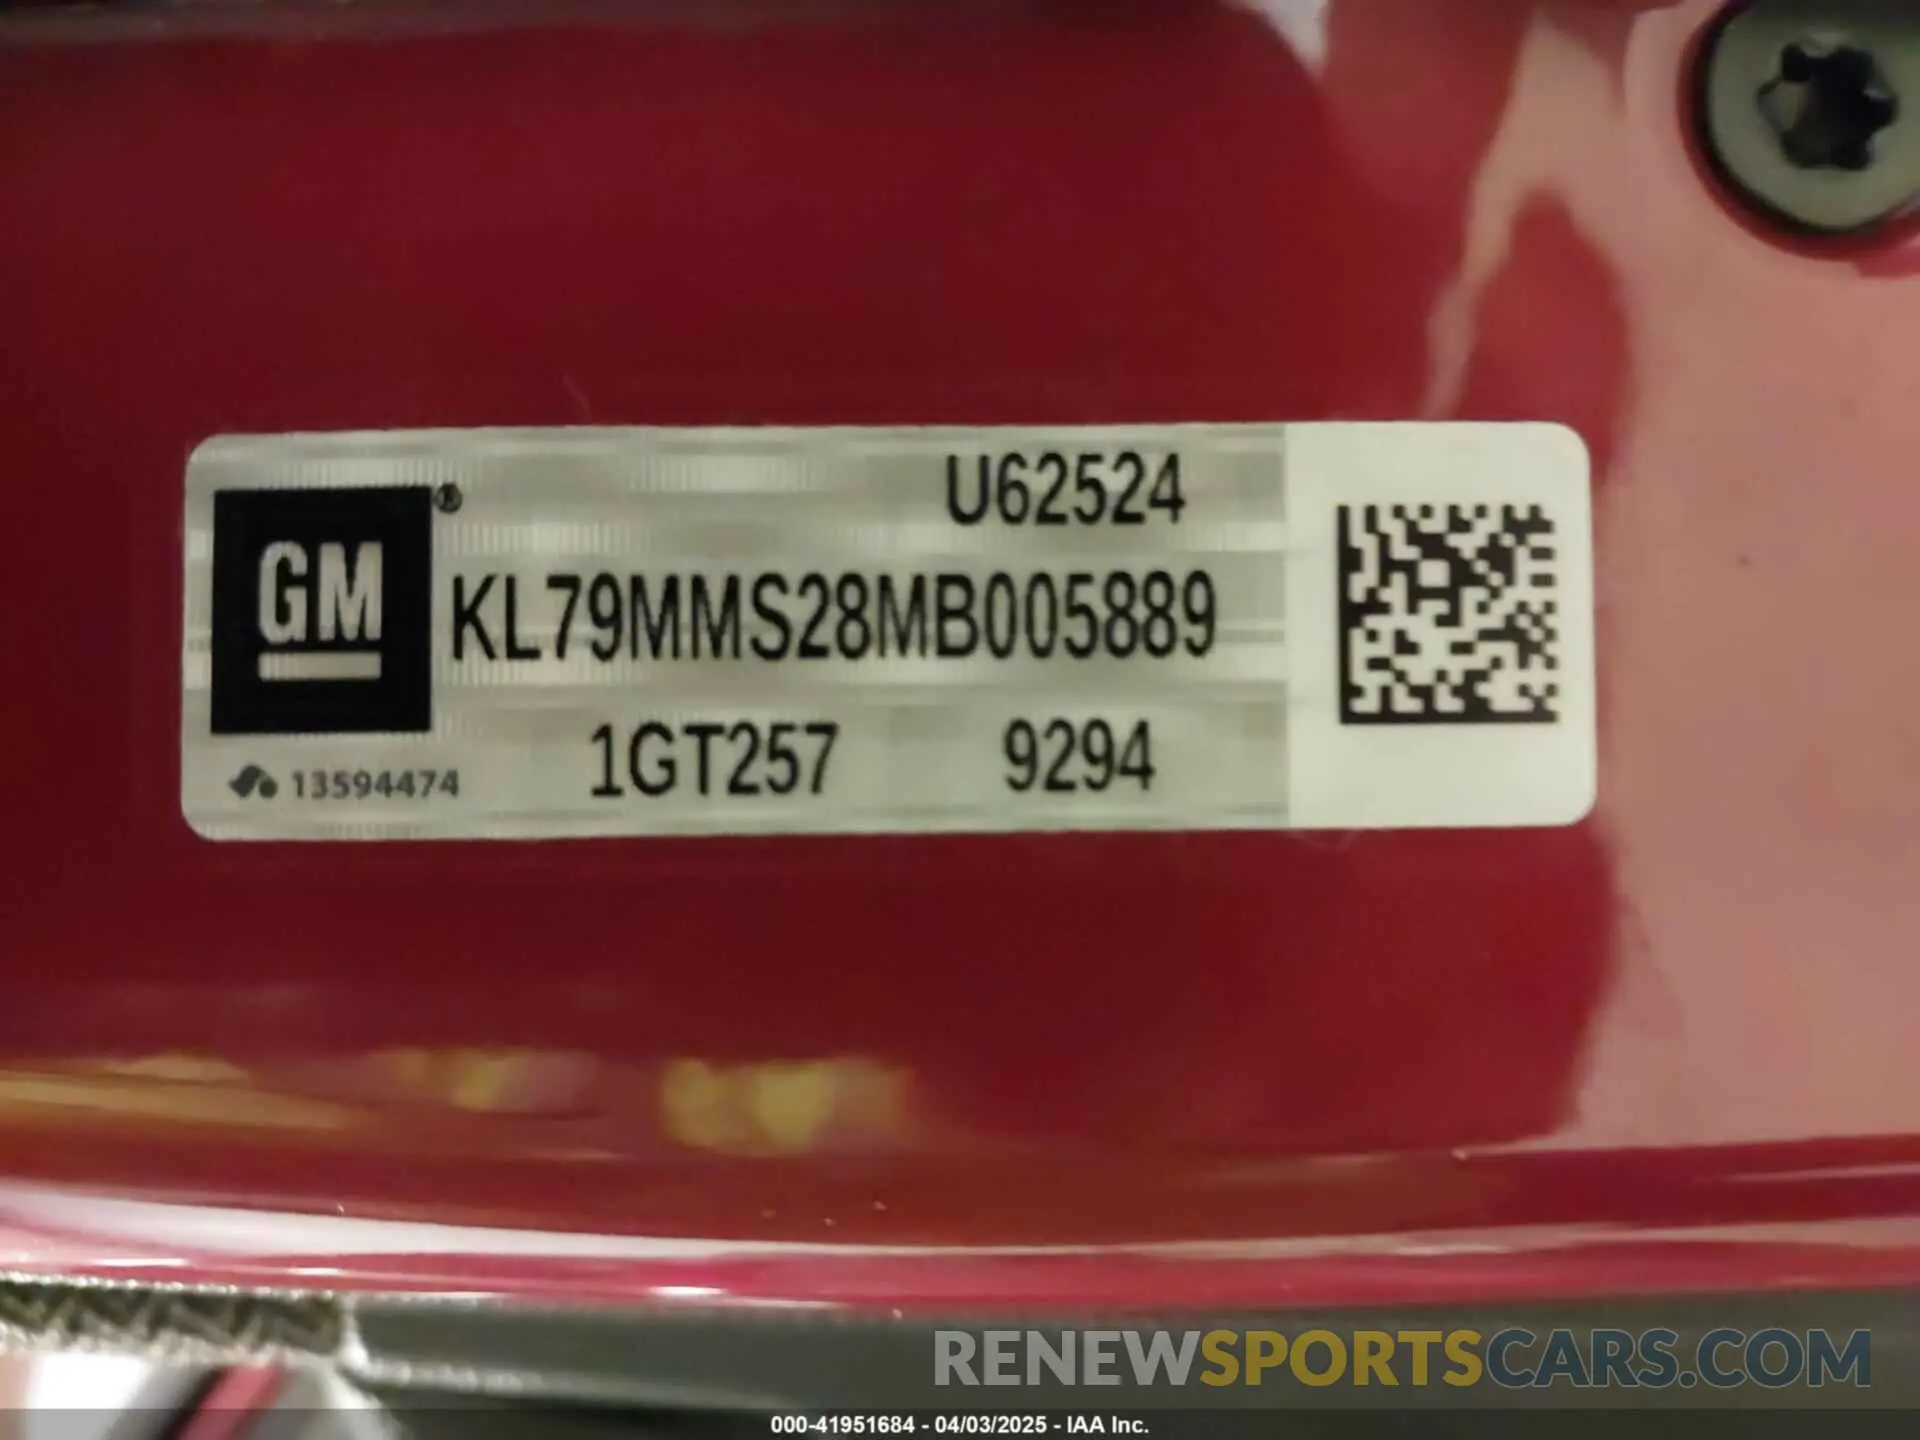 U62524
GM®
KL79MMS28MB005889
13594474 1GT257 9294
RENEWSPORTSCARS.COM
000-41951684 - 04/03/2025 - IAA Inc.